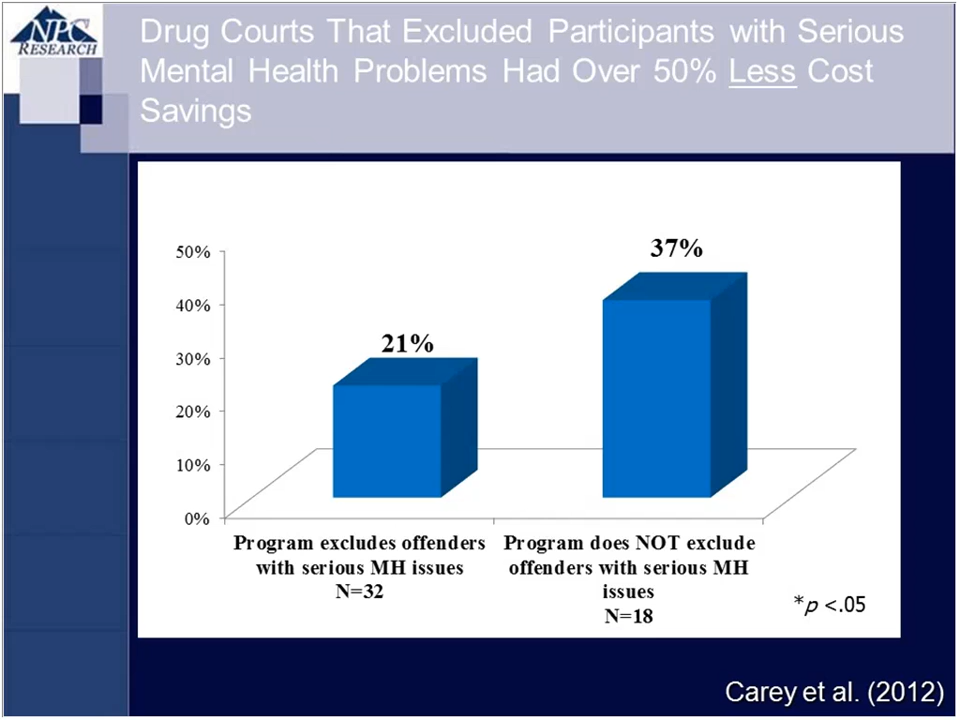 NPC
RESEARCH
Drug Courts That Excluded Participants with Serious
Mental Health Problems Had Over 50% Less Cost
Savings
50%
40%
30%
20%
10%
0%
21%
37%
Program excludes offenders
with serious MH issues
N=32
Program does NOT exclude
offenders with serious MH
issues
N=18
*p <.05
Carey et al. (2012)